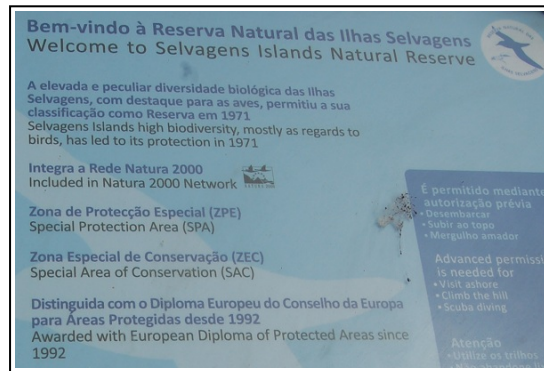 Bem-vindo à Reserva Natural das Ilhas Selvagens
Welcome to Selvagens Islands Natural Reserve
A elevada e peculiar diversidade biológica das Ilhas
Selvagens, com destaque para as aves, permitiu a sua
classificação como Reserva em 1971
Selvagens Islands high biodiversity, mostly as regards to
birds, has led to its protection in 1971
Integra a Rede Natura 2000
Included in Natura 2000 Network
Zona de Protecção Especial (ZPE)
Special Protection Area (SPA)
Zona Especial de Conservação (ZEC)
Special Area of Conservation (SAC)
Distinguida com o Diploma Europeu do Conselho da Europa
para Áreas Protegidas desde 1992
Awarded with European Diploma of Protected Areas since
1992
É permitido mediante
autorização prévia
• Desembarcar
• Subir ao topo
• Mergulho amador
Advanced permissi
is needed for
• Visit ashore
• Climb the hill
• Scuba diving
Atenção
• Utilize os trilhos
• Não abandone li